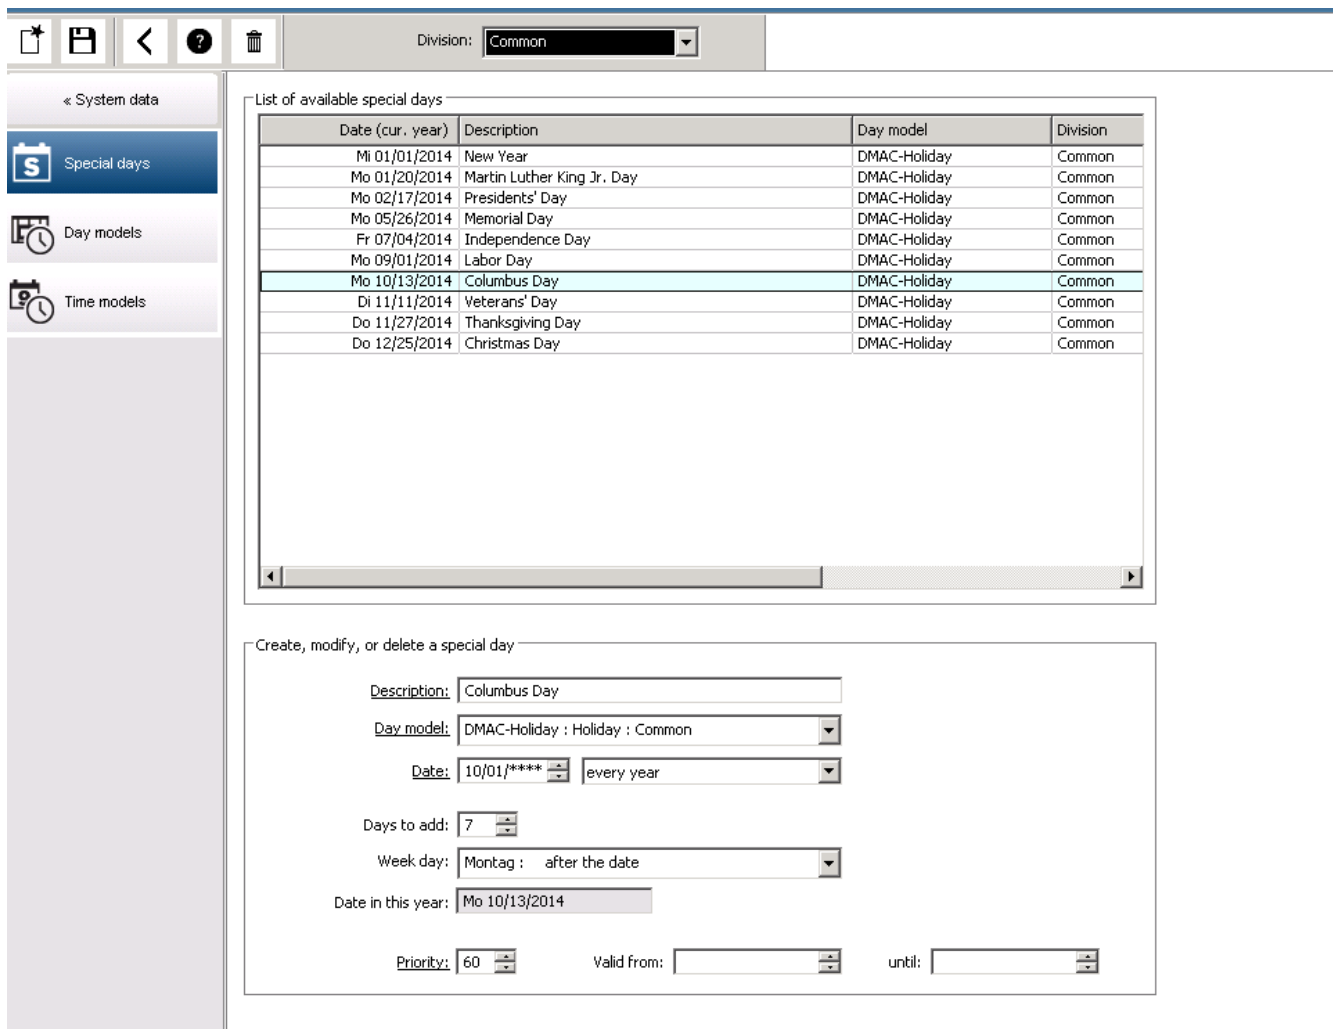 Division: Common
« System data
Special days
Day models
Time models
List of available special days
Date (cur. year) Description Day model Division
Mi 01/01/2014 New Year DMAC-Holiday Common
Mo 01/20/2014 Martin Luther King Jr. Day DMAC-Holiday Common
Mo 02/17/2014 Presidents' Day DMAC-Holiday Common
Mo 05/26/2014 Memorial Day DMAC-Holiday Common
Fr 07/04/2014 Independence Day DMAC-Holiday Common
Mo 09/01/2014 Labor Day DMAC-Holiday Common
Mo 10/13/2014 Columbus Day DMAC-Holiday Common
Di 11/11/2014 Veterans' Day DMAC-Holiday Common
Do 11/27/2014 Thanksgiving Day DMAC-Holiday Common
Do 12/25/2014 Christmas Day DMAC-Holiday Common
Create, modify, or delete a special day
Description: Columbus Day
Day model: DMAC-Holiday : Holiday : Common
Date: 10/01/**** every year
Days to add: 7
Week day: Montag : after the date
Date in this year: Mo 10/13/2014
Priority: 60 Valid from: until: